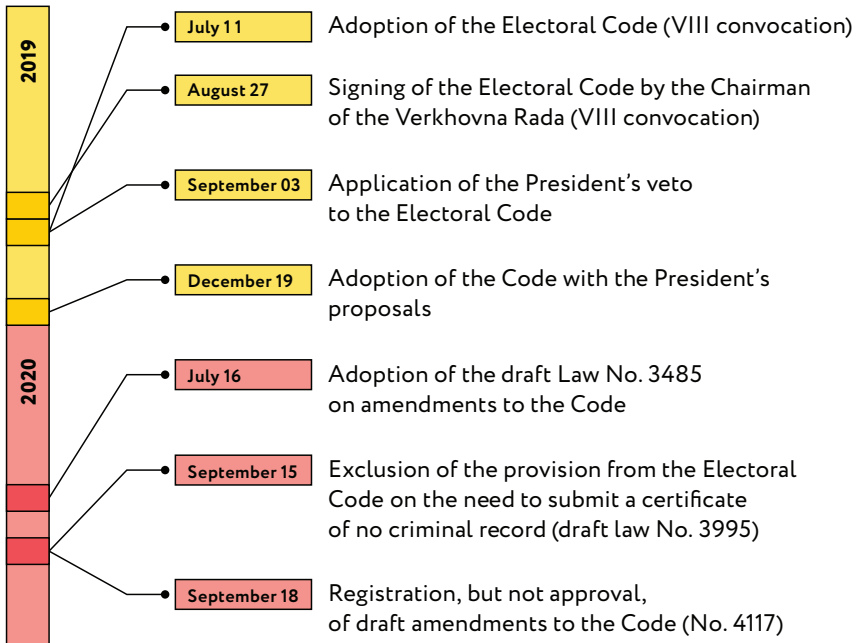 2019
July 11
Adoption of the Electoral Code (VIII convocation)
August 27
Signing of the Electoral Code by the Chairman
of the Verkhovna Rada (VIII convocation)
September 03
Application of the President’s veto
to the Electoral Code
December 19
Adoption of the Code with the President’s
proposals
2020
July 16
Adoption of the draft Law No. 3485
on amendments to the Code
September 15
Exclusion of the provision from the Electoral
Code on the need to submit a certificate
of no criminal record (draft law No. 3995)
September 18
Registration, but not approval,
of draft amendments to the Code (No. 4117)